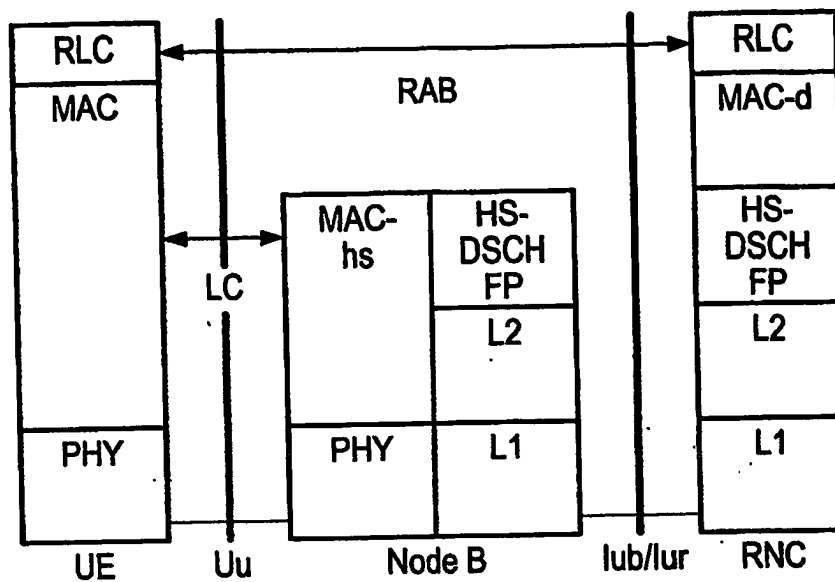 RLC
MAC
PHY
UE
RAB
LC
Uu
MAC-
hs
PHY
HS-
DSCH
FP
L2
L1
Node B
Iub/Iur
RLC
MAC-d
HS-
DSCH
FP
L2
L1
RNC